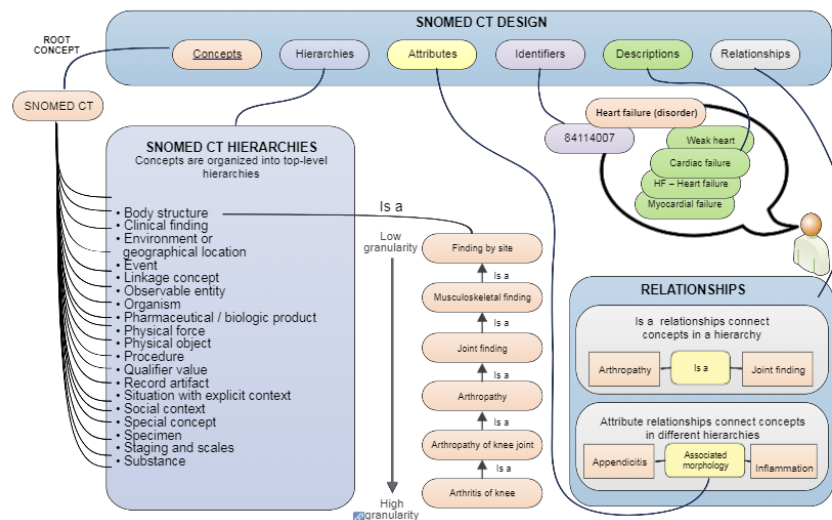 SNOMED CT DESIGN
ROOT
CONCEPT
Concepts
Hierarchies
Attributes
Identifiers
Descriptions
Relationships
SNOMED CT
SNOMED CT HIERARCHIES
Concepts are organized into top-level
hierarchies
• Body structure
• Clinical finding
• Environment or
geographical location
• Event
• Linkage concept
• Observable entity
• Organism
• Pharmaceutical / biologic product
• Physical force
• Physical object
• Procedure
• Qualifier value
• Record artifact
• Situation with explicit context
• Social context
• Special concept
• Specimen
• Staging and scales
• Substance
Is a
Low
granularity
High
granularity
Finding by site
Is a
Musculoskeletal finding
Is a
Joint finding
Is a
Arthropathy
Is a
Arthropathy of knee joint
Is a
Arthritis of knee
Heart failure (disorder)
84114007
Weak heart
Cardiac failure
HF – Heart failure
Myocardial failure
RELATIONSHIPS
Is a relationships connect
concepts in a hierarchy
Arthropathy
Is a
Joint finding
Attribute relationships connect concepts
in different hierarchies
Appendicitis
Associated
morphology
Inflammation